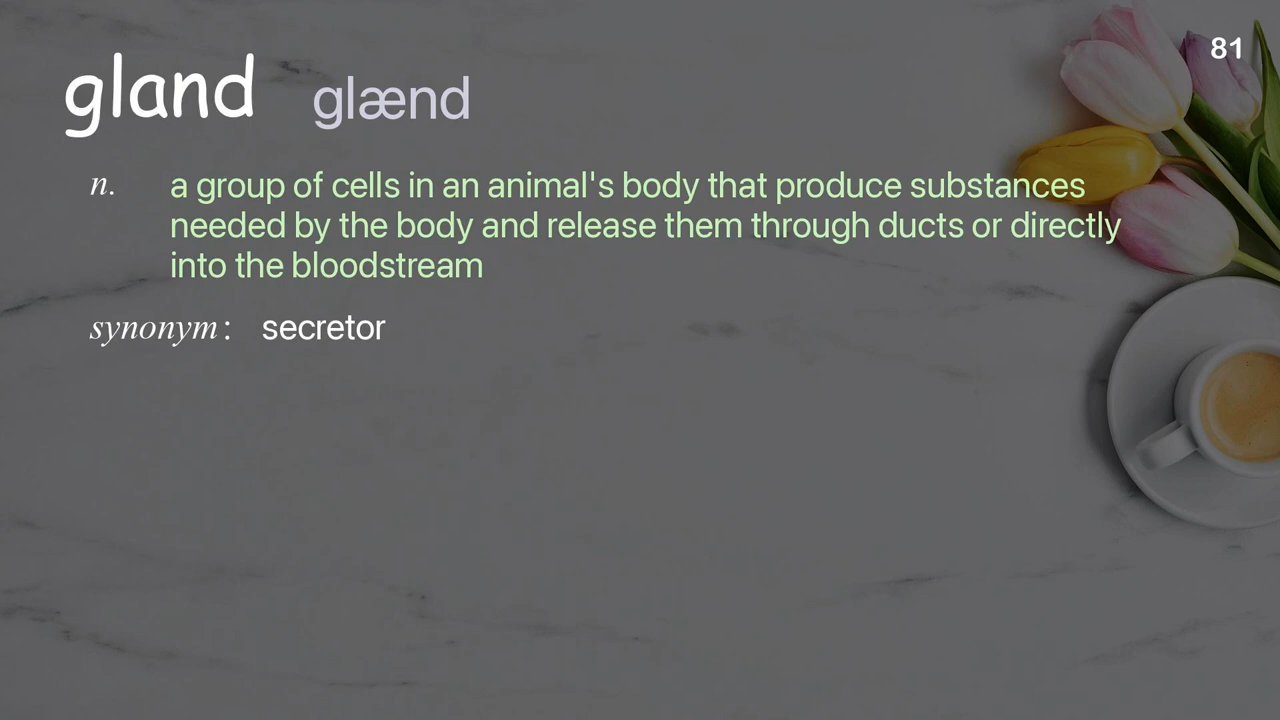 81
gland glænd
n. a group of cells in an animal's body that produce substances
needed by the body and release them through ducts or directly
into the bloodstream
synonym: secretor